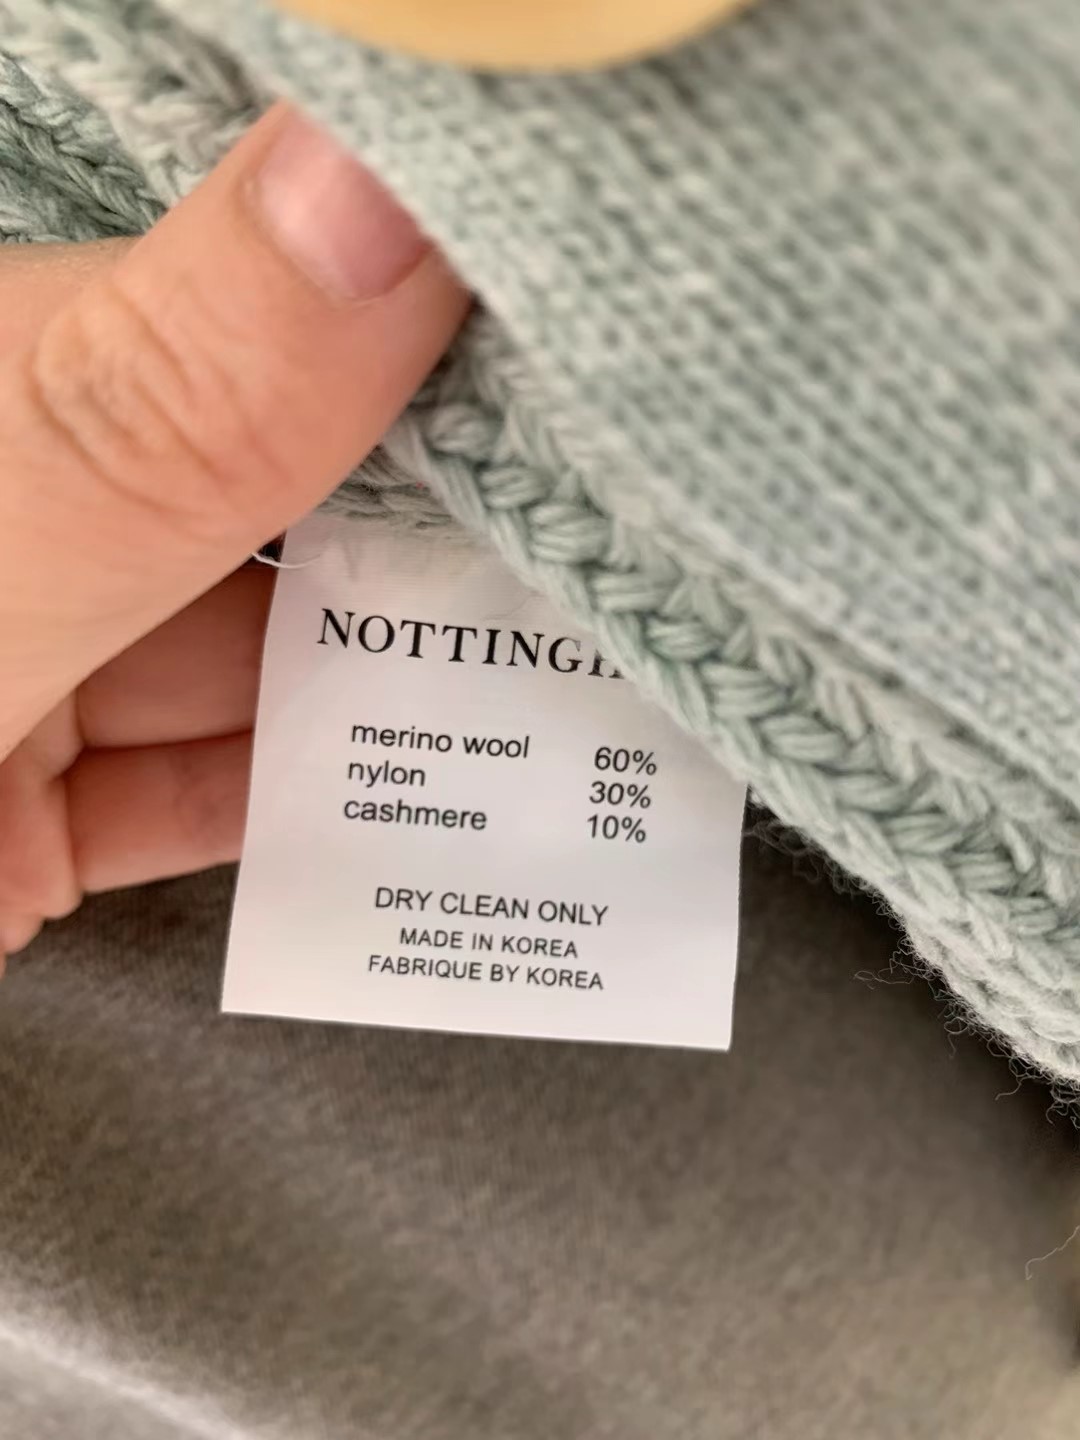 NOTTINGH
merino wool 60%
nylon 30%
cashmere 10%
DRY CLEAN ONLY
MADE IN KOREA
FABRIQUE BY KOREA